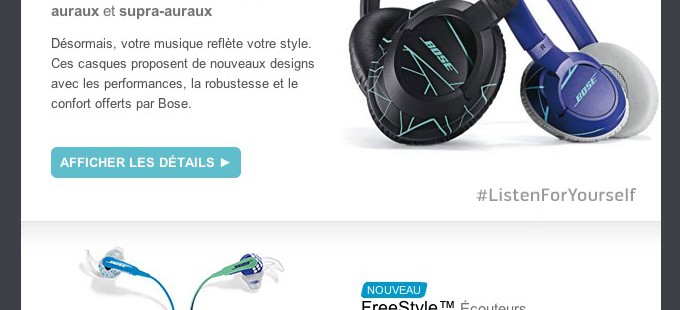 auraux et supra-auraux
Désormais, votre musique reflète votre style.
Ces casques proposent de nouveaux designs
avec les performances, la robustesse et le
confort offerts par Bose.
AFFICHER LES DÉTAILS ►
BOSE
R
BOSE
#ListenForYourself
BOSE
BOSE
NOUVEAU
FreeStyle™ Écouteurs